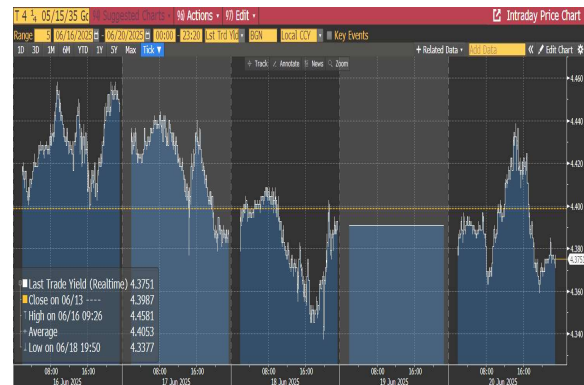 T 4 ¼ 05/15/35 Go 94) Suggested Charts 96) Actions 97) Edit Intraday Price Chart
Range 5 06/16/2025 - 06/20/2025 00:00 - 23:20 Lst Trd Yld BGN Local CCY Key Events
1D 3D 1M 6M YTD 1Y 5Y Max Tick ▼ + Related Data Add Data « Edit Chart
+ Track Annotate News Zoom
4.460
4.440
4.420
4.400
4.380
4.3751
4.360
4.340
Last Trade Yield (Realtime) 4.3751
Close on 06/13 ---- 4.3987
High on 06/16 09:26 4.4581
Average 4.4053
Low on 06/18 19:50 4.3377
08:00 16:00 08:00 16:00 08:00 16:00 08:00 16:00 08:00 16:00
16 Jun 2025 17 Jun 2025 18 Jun 2025 19 Jun 2025 20 Jun 2025